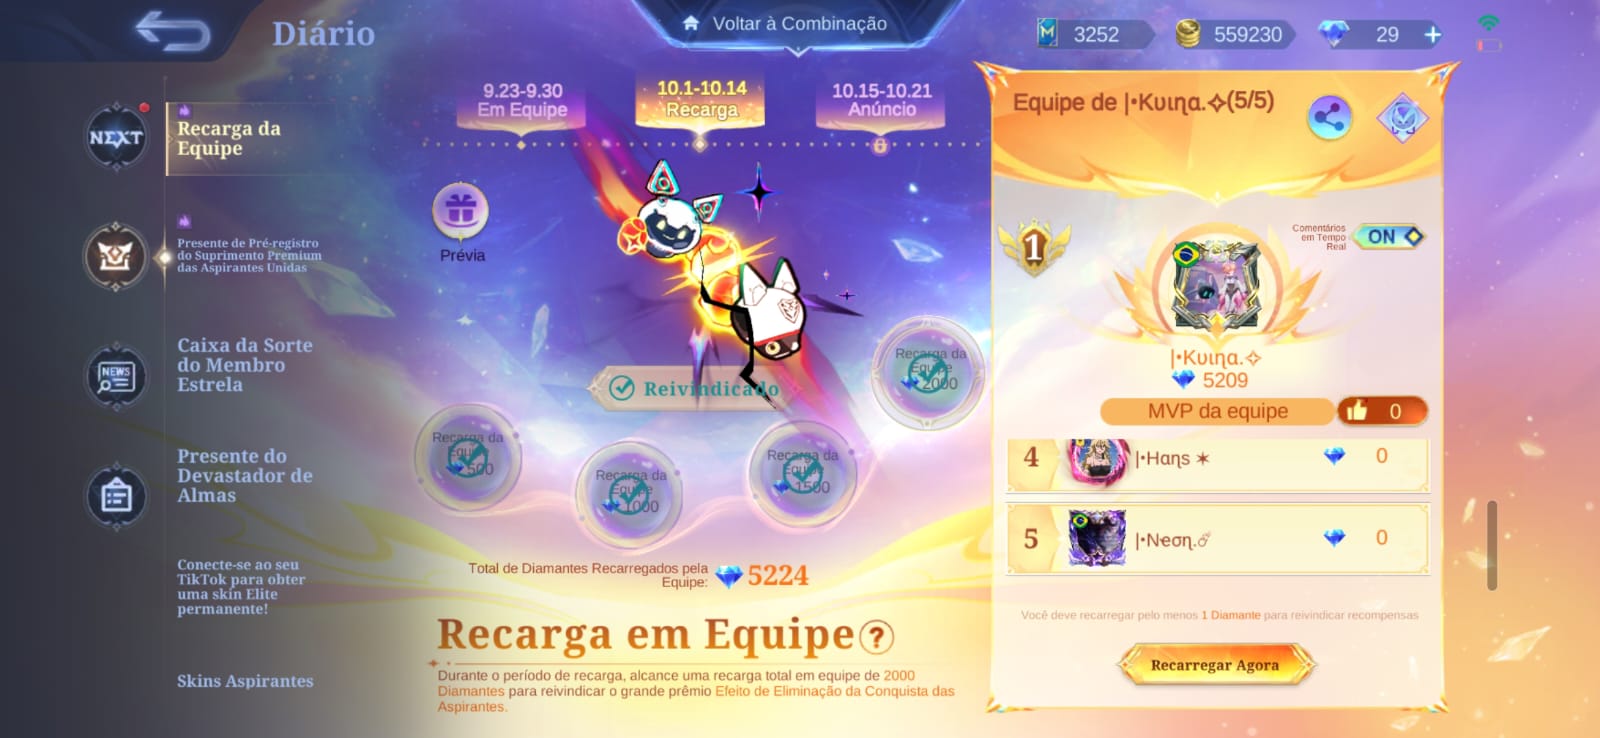 Diário
Voltar à Combinação
3252
559230
29
NEXT
Recarga da
Equipe
Presente de Pré-registro
do Suprimento Premium
das Aspirantes Unidas
NEWS
Caixa da Sorte
do Membro
Estrela
Presente do
Devastador de
Almas
Conecte-se ao seu
TikTok para obter
uma skin Elite
permanente!
Skins Aspirantes
9.23-9.30
Em Equipe
10.1-10.14
Recarga
10.15-10.21
Anúncio
Prévia
Reivindicado
Recarga da
Equipe
500
Recarga da
Equipe
1000
Recarga da
Equipe
1500
Recarga da
Equipe
2000
Total de Diamantes Recarregados pela
Equipe: 5224
Recarga em Equipe ?
Durante o período de recarga, alcance uma recarga total em equipe de 2000
Diamantes para reivindicar o grande prêmio Efeito de Eliminação da Conquista das
Aspirantes.
Equipe de |•Kυιηα.✧(5/5)
1
Comentários
em Tempo
Real
ON
|•Kυιηα.✧
5209
MVP da equipe
0
4 |•Hαηs ✶ 0
5 |•Nεση.☄ 0
Você deve recarregar pelo menos 1 Diamante para reivindicar recompensas
Recarregar Agora